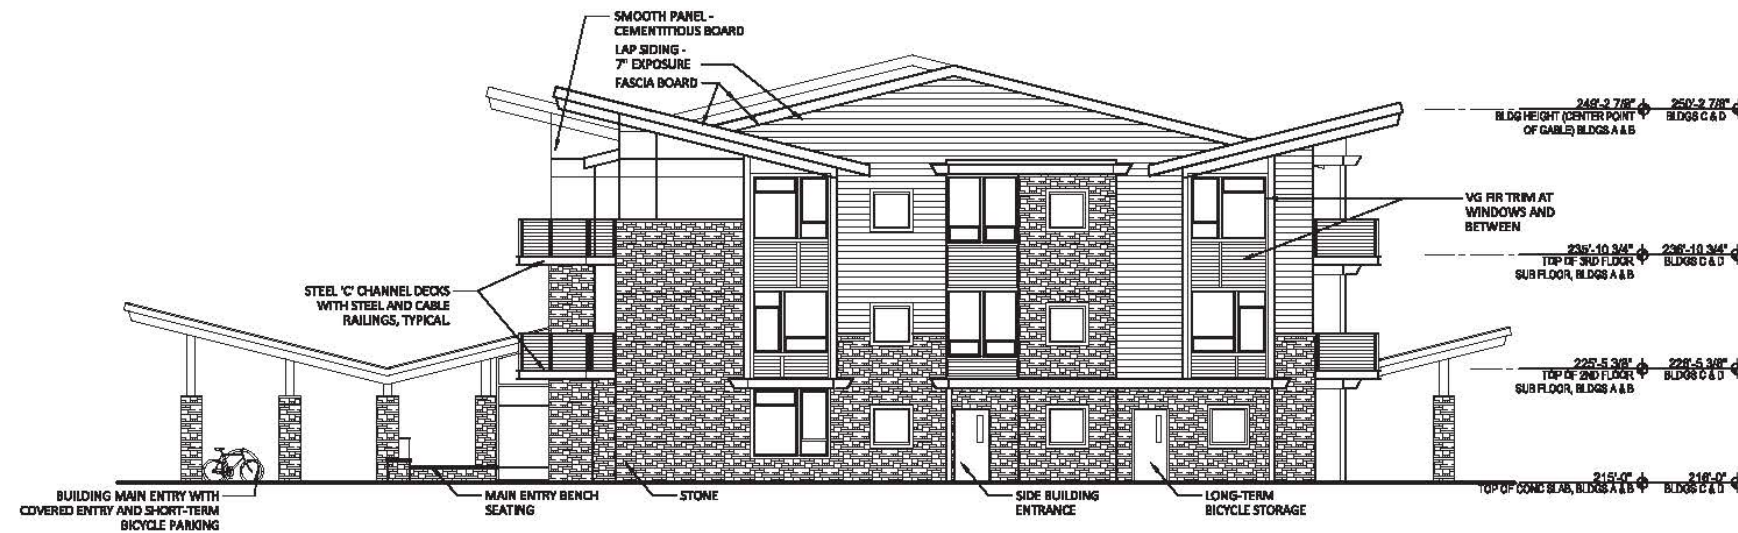 SMOOTH PANEL -
CEMENTITIOUS BOARD
LAP SIDING -
7" EXPOSURE
FASCIA BOARD
249'-2 7/8" 250'-2 7/8"
BLDG HEIGHT (CENTER POINT BLDGS C & D
OF GABLE) BLDGS A & B
VG FIR TRIM AT
WINDOWS AND
BETWEEN
235'-10 3/4" 236'-10 3/4"
TOP OF 3RD FLOOR BLDGS C & D
SUB FLOOR, BLDGS A & B
STEEL 'C' CHANNEL DECKS
WITH STEEL AND CABLE
RAILINGS, TYPICAL
225'-5 3/8" 226'-5 3/8"
TOP OF 2ND FLOOR BLDGS C & D
SUB FLOOR, BLDGS A & B
215'-0" 216'-0"
TOP OF CONC SLAB, BLDGS A & B BLDGS C & D
BUILDING MAIN ENTRY WITH
COVERED ENTRY AND SHORT-TERM
BICYCLE PARKING
MAIN ENTRY BENCH
SEATING
STONE
SIDE BUILDING
ENTRANCE
LONG-TERM
BICYCLE STORAGE